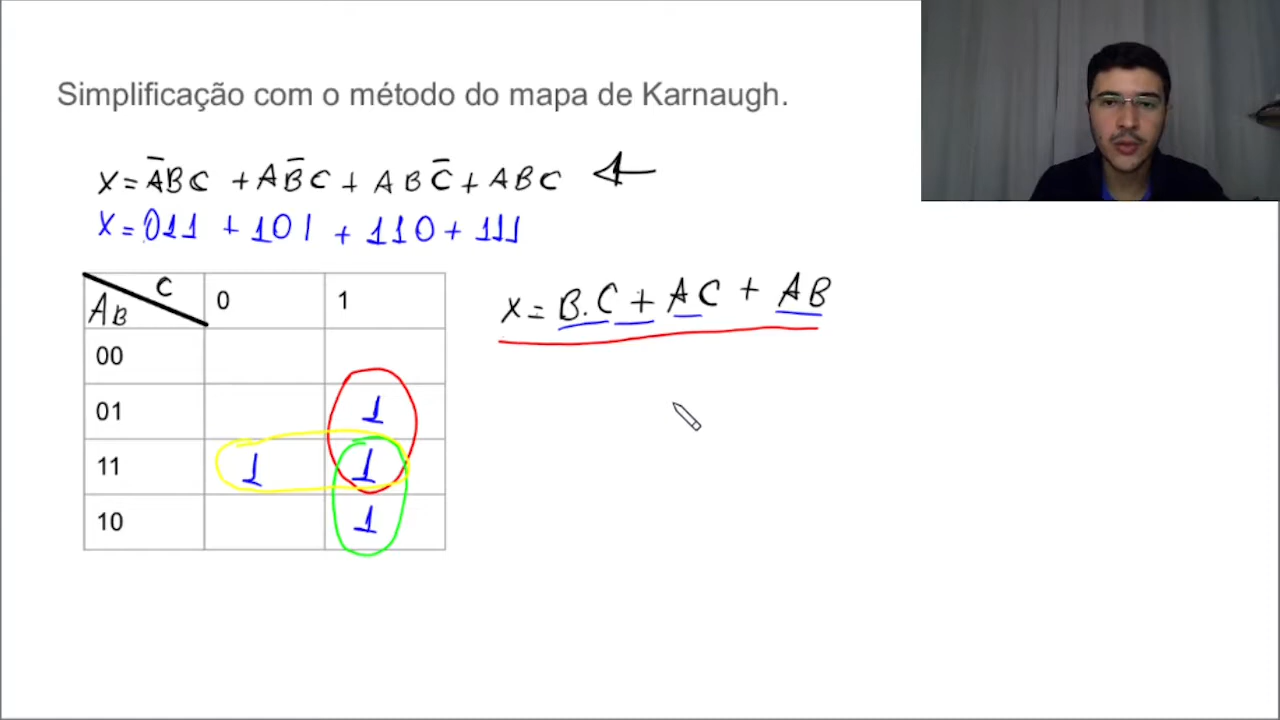 Simplificação com o método do mapa de Karnaugh.
X = A̅BC + AB̅C + ABC̅ + ABC
X = 011 + 101 + 110 + 111
C
AB
0 1
X = B.C + AC + AB
00
01 1
11 1 1
10 1